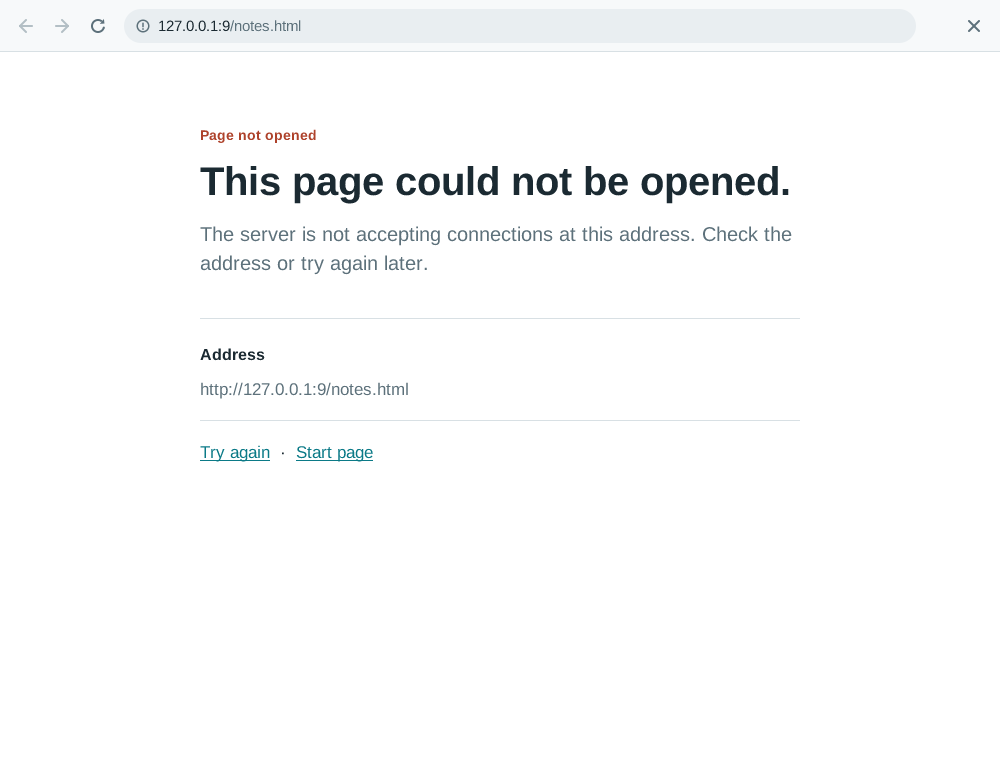 127.0.0.1:9/notes.html
Page not opened
This page could not be opened.
The server is not accepting connections at this address. Check the
address or try again later.
Address
http://127.0.0.1:9/notes.html
Try again · Start page